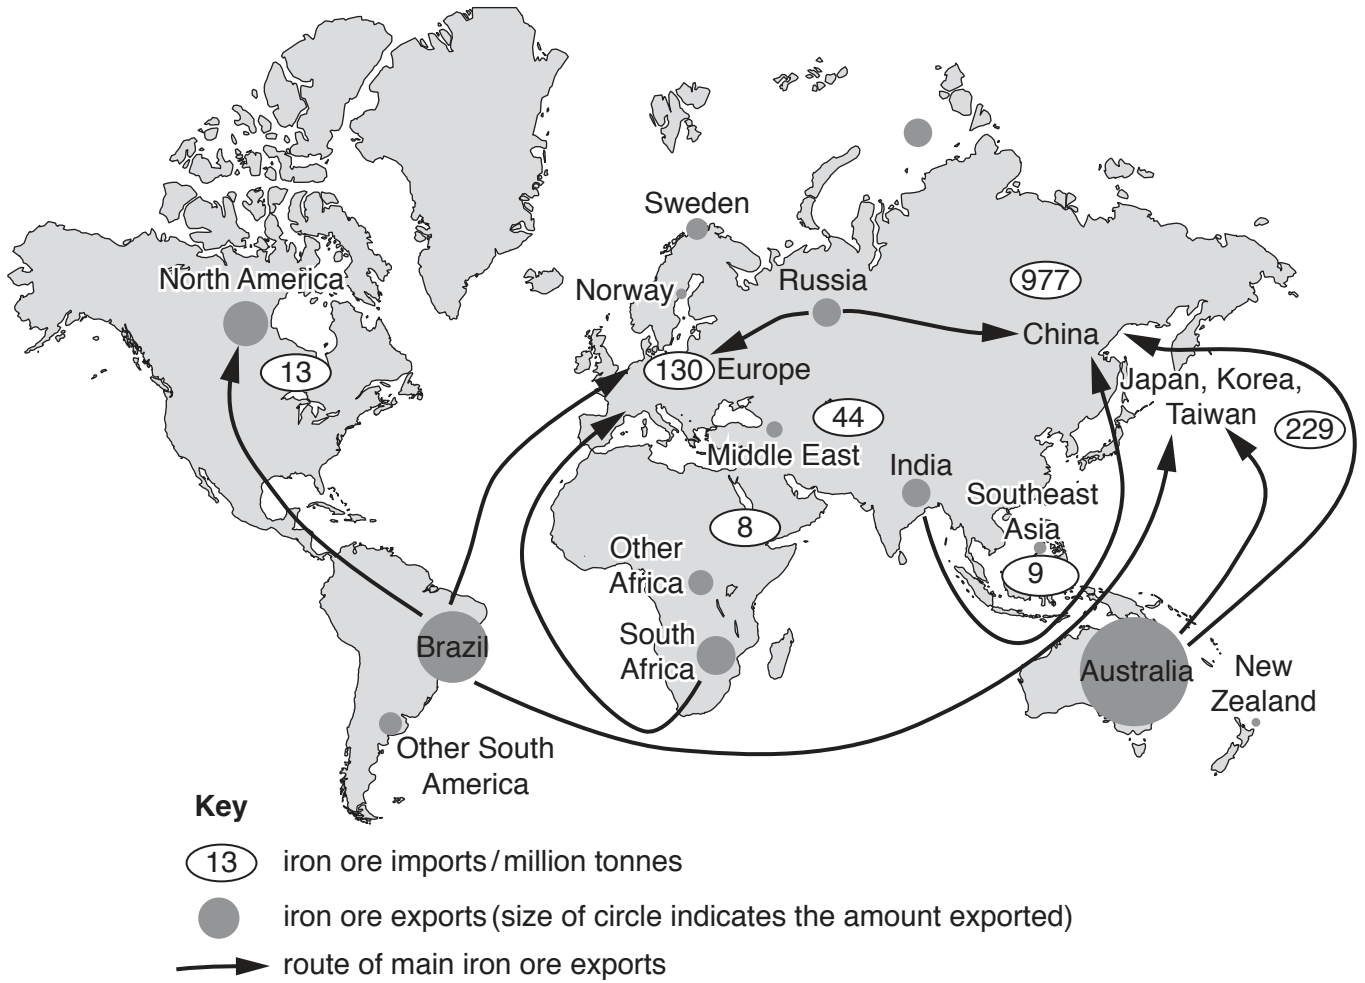 Sweden
977
North America
Norway
Russia
China
13
130
Europe
Japan, Korea,
Taiwan
44
229
Middle East
India
Southeast
Asia
8
Other
Africa
9
South
Africa
Brazil
Australia
New
Zealand
Other South
America
Key
13 iron ore imports/million tonnes
iron ore exports (size of circle indicates the amount exported)
route of main iron ore exports